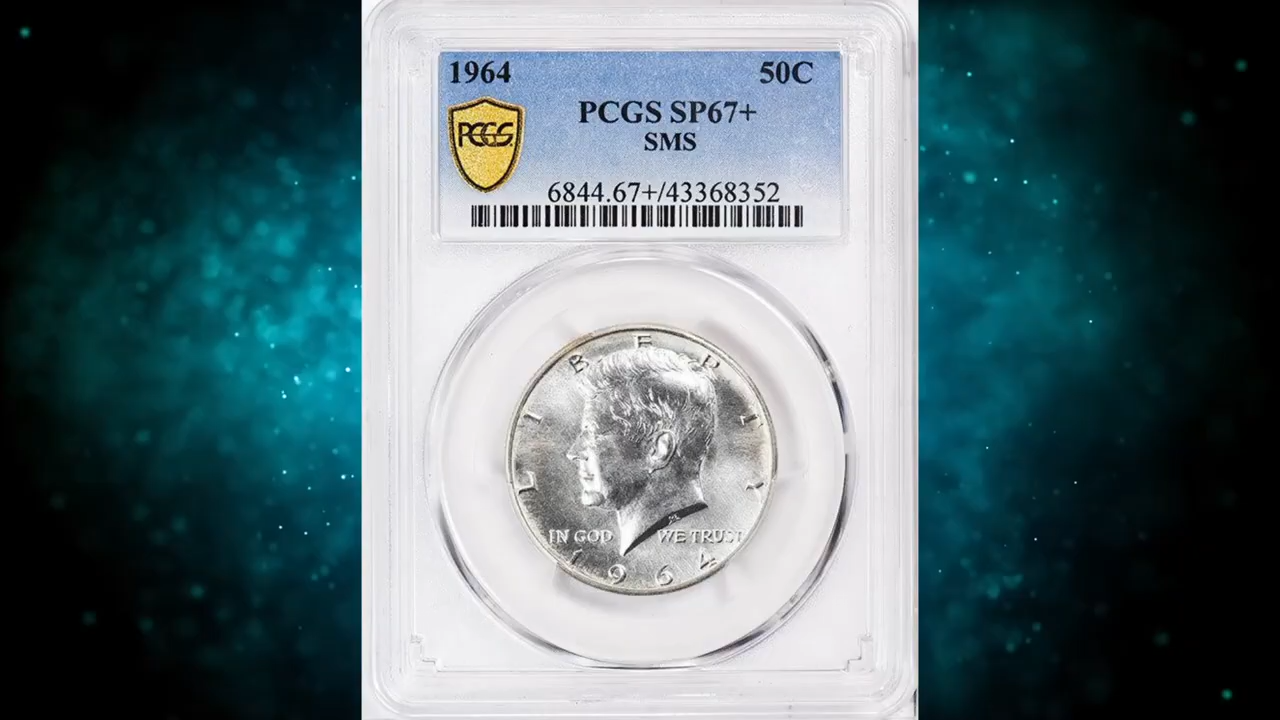 1964 50C
PCGS SP67+
PCGS
SMS
6844.67+/43368352
LIBERTY
IN GOD WE TRUST
1964